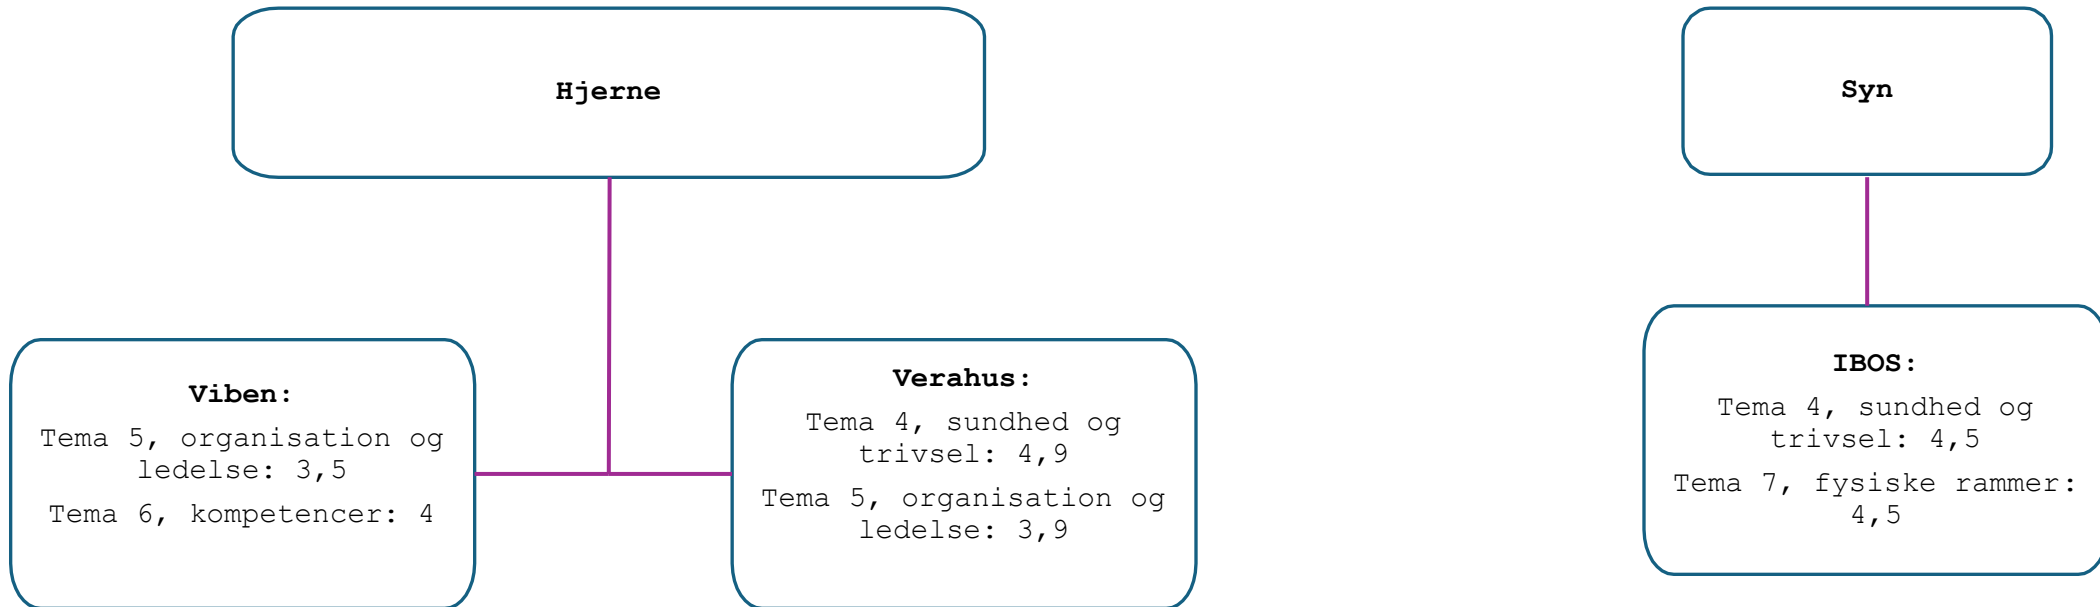 Hjerne
Syn
Viben:
Tema 5, organisation og
ledelse: 3,5
Tema 6, kompetencer: 4
Verahus:
Tema 4, sundhed og
trivsel: 4,9
Tema 5, organisation og
ledelse: 3,9
IBOS:
Tema 4, sundhed og
trivsel: 4,5
Tema 7, fysiske rammer:
4,5